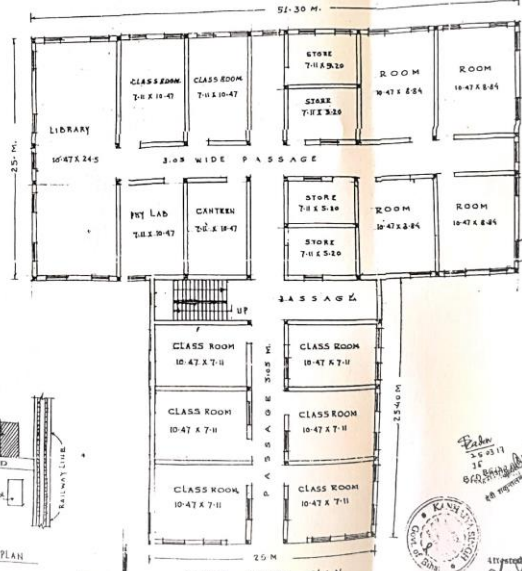 51.30 M.
25. M.
LIBRARY
10.47 X 24.5
CLASS ROOM
7.11 X 10.47
CLASS ROOM
7.11 X 10.47
STORE
7.11 X 5.20
STORE
7.11 X 5.20
ROOM
10.47 X 8.84
ROOM
10.47 X 8.84
3.05 WIDE PASSAGE
PHY LAB
7.11 X 10.47
CANTEEN
7.11 X 10.47
STORE
7.11 X 5.20
STORE
7.11 X 5.20
ROOM
10.47 X 8.84
ROOM
10.47 X 8.84
PASSAGE
UP
CLASS ROOM
10.47 X 7.11
CLASS ROOM
10.47 X 7.11
CLASS ROOM
10.47 X 7.11
PASSAGE 3.05 M.
CLASS ROOM
10.47 X 7.11
CLASS ROOM
10.47 X 7.11
CLASS ROOM
10.47 X 7.11
25.40 M
25 M
RAILWAY LINE
PLAN
KANHAIYA SINGH
Attested